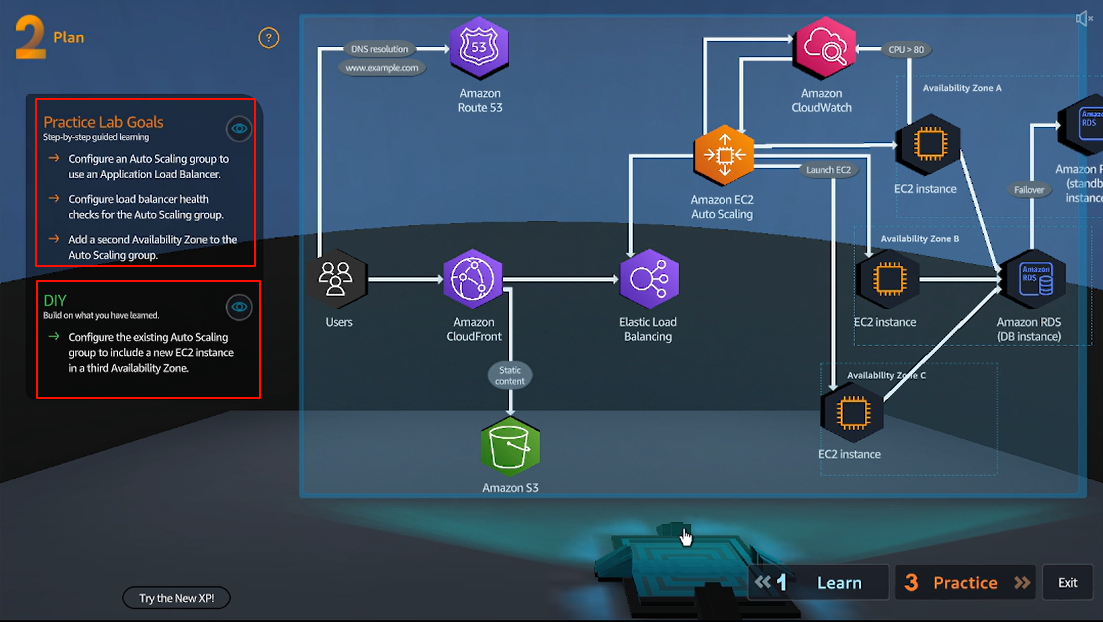 2 Plan
?
Practice Lab Goals
Step-by-step guided learning
Configure an Auto Scaling group to
use an Application Load Balancer.
Configure load balancer health
checks for the Auto Scaling group.
Add a second Availability Zone to the
Auto Scaling group.
DIY
Build on what you have learned.
Configure the existing Auto Scaling
group to include a new EC2 instance
in a third Availability Zone.
DNS resolution
www.example.com
53
Amazon
Route 53
Amazon
CloudWatch
CPU > 80
Availability Zone A
EC2 instance
Amazon EC2
Auto Scaling
Launch EC2
Failover
Amazon
RDS
Amazon R
(standb
instance
Availability Zone B
EC2 instance
Amazon
RDS
Amazon RDS
(DB instance)
Users
Amazon
CloudFront
Elastic Load
Balancing
Static
content
Availability Zone C
EC2 instance
Amazon S3
Try the New XP!
1 Learn
3 Practice
Exit